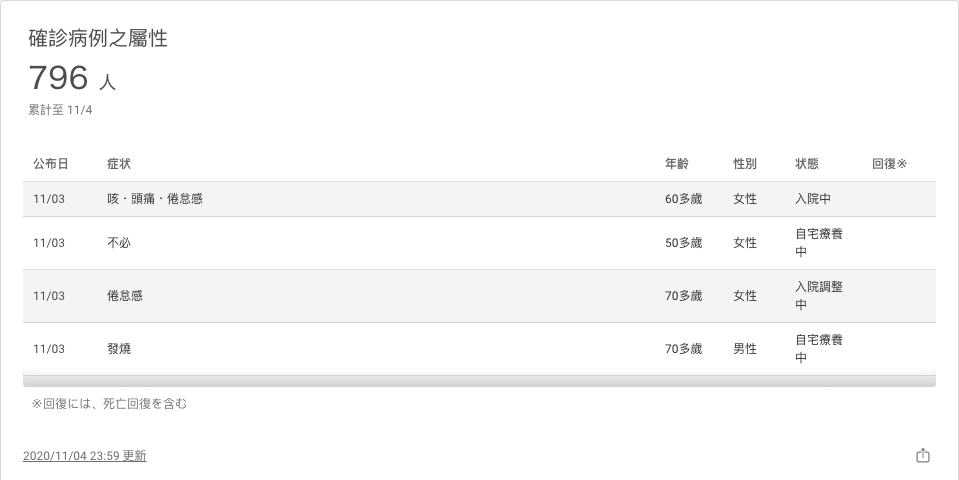 確診病例之屬性
796 人
累計至 11/4
公布日 症状 年齡 性別 状態 回復※
11/03 咳・頭痛・倦怠感 60多歲 女性 入院中
11/03 不必 50多歲 女性 自宅療養
中
11/03 倦怠感 70多歲 女性 入院調整
中
11/03 發燒 70多歲 男性 自宅療養
中
※回復には、死亡回復を含む
2020/11/04 23:59 更新